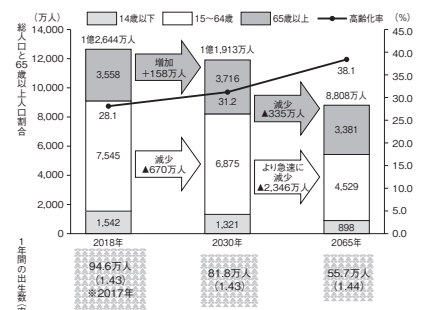 (万人)
14歳以下
15～64歳
65歳以上
高齢化率
(%)
総人口と65歳以上人口割合
14,000
12,000
10,000
8,000
6,000
4,000
2,000
0
45.0
40.0
35.0
30.0
25.0
20.0
15.0
10.0
5.0
0.0
1億2,644万人
3,558
28.1
7,545
1,542
増加
+158万人
減少
▲670万人
1億1,913万人
3,716
31.2
6,875
1,321
減少
▲335万人
より急速に
減少
▲2,346万人
38.1
8,808万人
3,381
4,529
898
2018年
2030年
2065年
1年間の出生数
94.6万人
(1.43)
※2017年
81.8万人
(1.43)
55.7万人
(1.44)